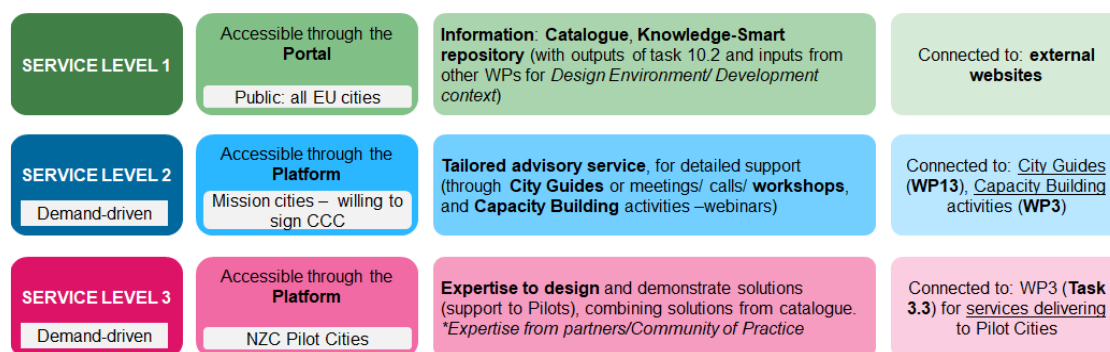 SERVICE LEVEL 1
Accessible through the
Portal
Public: all EU cities
Information: Catalogue, Knowledge-Smart
repository (with outputs of task 10.2 and inputs from
other WPs for Design Environment/ Development
context)
Connected to: external
websites
SERVICE LEVEL 2
Demand-driven
Accessible through the
Platform
Mission cities – willing to
sign CCC
Tailored advisory service, for detailed support
(through City Guides or meetings/ calls/ workshops,
and Capacity Building activities –webinars)
Connected to: City Guides
(WP13), Capacity Building
activities (WP3)
SERVICE LEVEL 3
Demand-driven
Accessible through the
Platform
NZC Pilot Cities
Expertise to design and demonstrate solutions
(support to Pilots), combining solutions from catalogue.
*Expertise from partners/Community of Practice
Connected to: WP3 (Task
3.3) for services delivering
to Pilot Cities